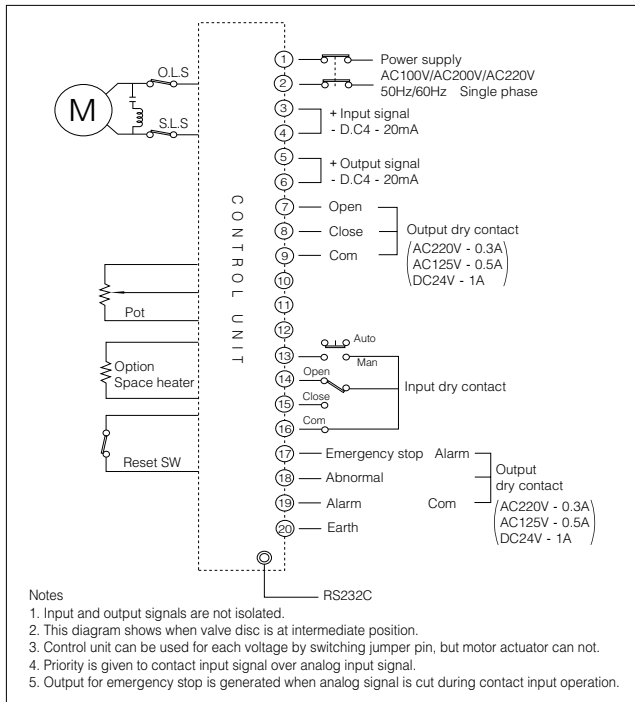 O.L.S
M
S.L.S
Pot
Option
Space heater
Reset SW
CONTROL UNIT
1 Power supply
AC100V/AC200V/AC220V
2 50Hz/60Hz Single phase
3 + Input signal
4 - D.C4 - 20mA
5 + Output signal
6 - D.C4 - 20mA
7 Open
8 Close Output dry contact
9 Com (AC220V - 0.3A
AC125V - 0.5A
DC24V - 1A)
10
11
12
Auto
13 Man
14 Open Input dry contact
15 Close
16 Com
17 Emergency stop Alarm
18 Abnormal Output
dry contact
19 Alarm Com (AC220V - 0.3A
AC125V - 0.5A
DC24V - 1A)
20 Earth
RS232C
Notes
1. Input and output signals are not isolated.
2. This diagram shows when valve disc is at intermediate position.
3. Control unit can be used for each voltage by switching jumper pin, but motor actuator can not.
4. Priority is given to contact input signal over analog input signal.
5. Output for emergency stop is generated when analog signal is cut during contact input operation.